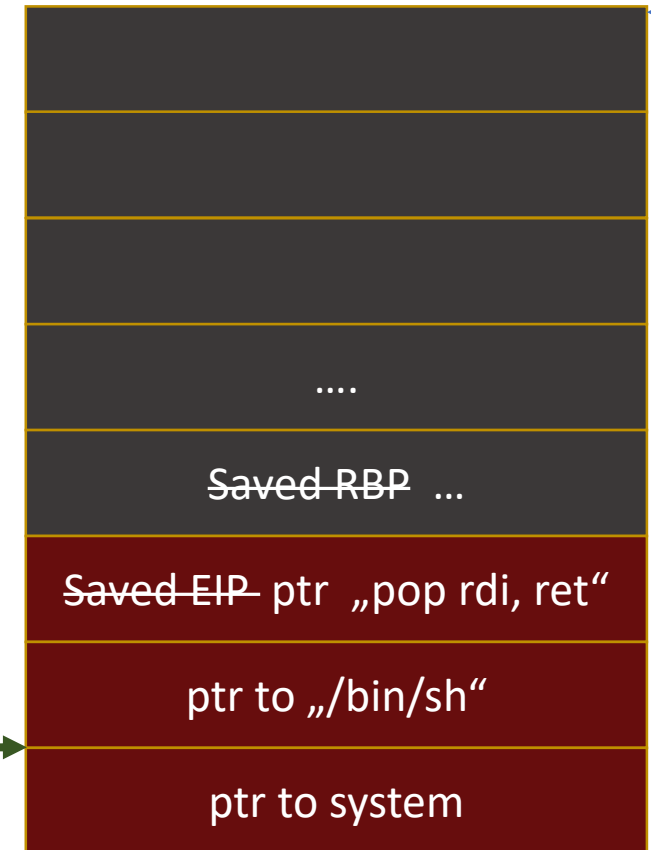 ....
Saved RBP ...
Saved EIP ptr „pop rdi, ret“
ptr to „/bin/sh“
ptr to system